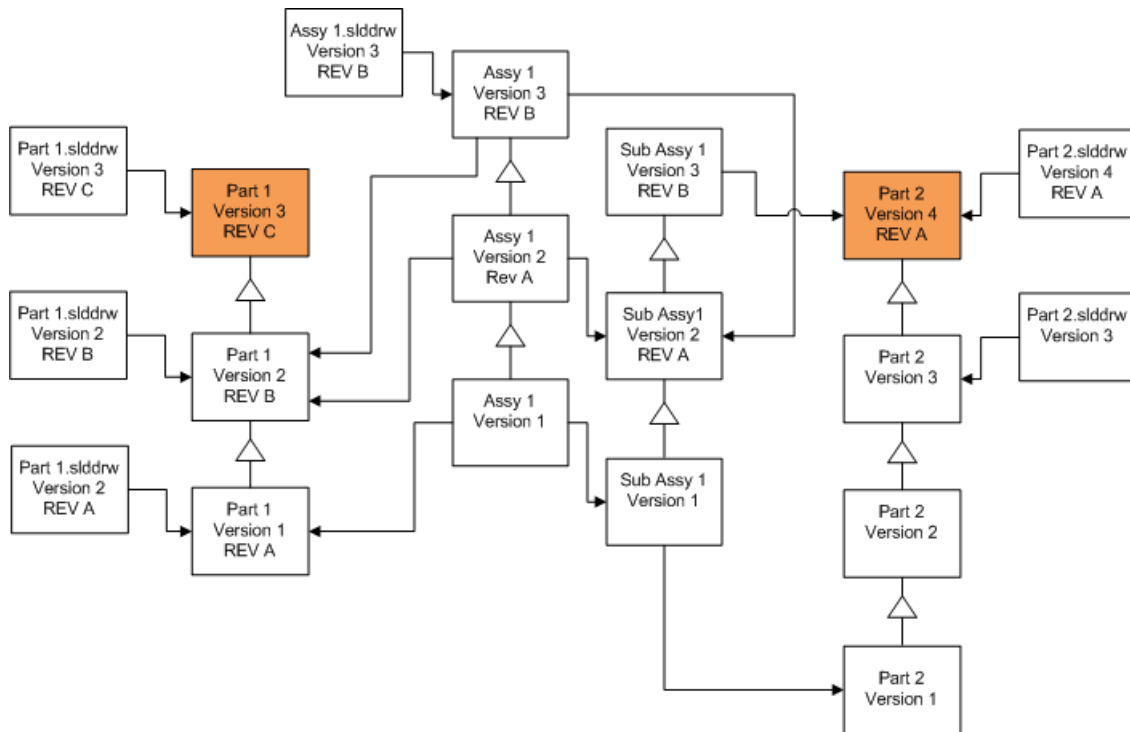 Assy 1.slddrw
Version 3
REV B
Assy 1
Version 3
REV B
Part 1.slddrw
Version 3
REV C
Part 1
Version 3
REV C
Sub Assy 1
Version 3
REV B
Part 2
Version 4
REV A
Part 2.slddrw
Version 4
REV A
Assy 1
Version 2
Rev A
Part 1.slddrw
Version 2
REV B
Part 1
Version 2
REV B
Sub Assy1
Version 2
REV A
Part 2
Version 3
Part 2.slddrw
Version 3
Assy 1
Version 1
Part 1.slddrw
Version 2
REV A
Part 1
Version 1
REV A
Sub Assy 1
Version 1
Part 2
Version 2
Part 2
Version 1